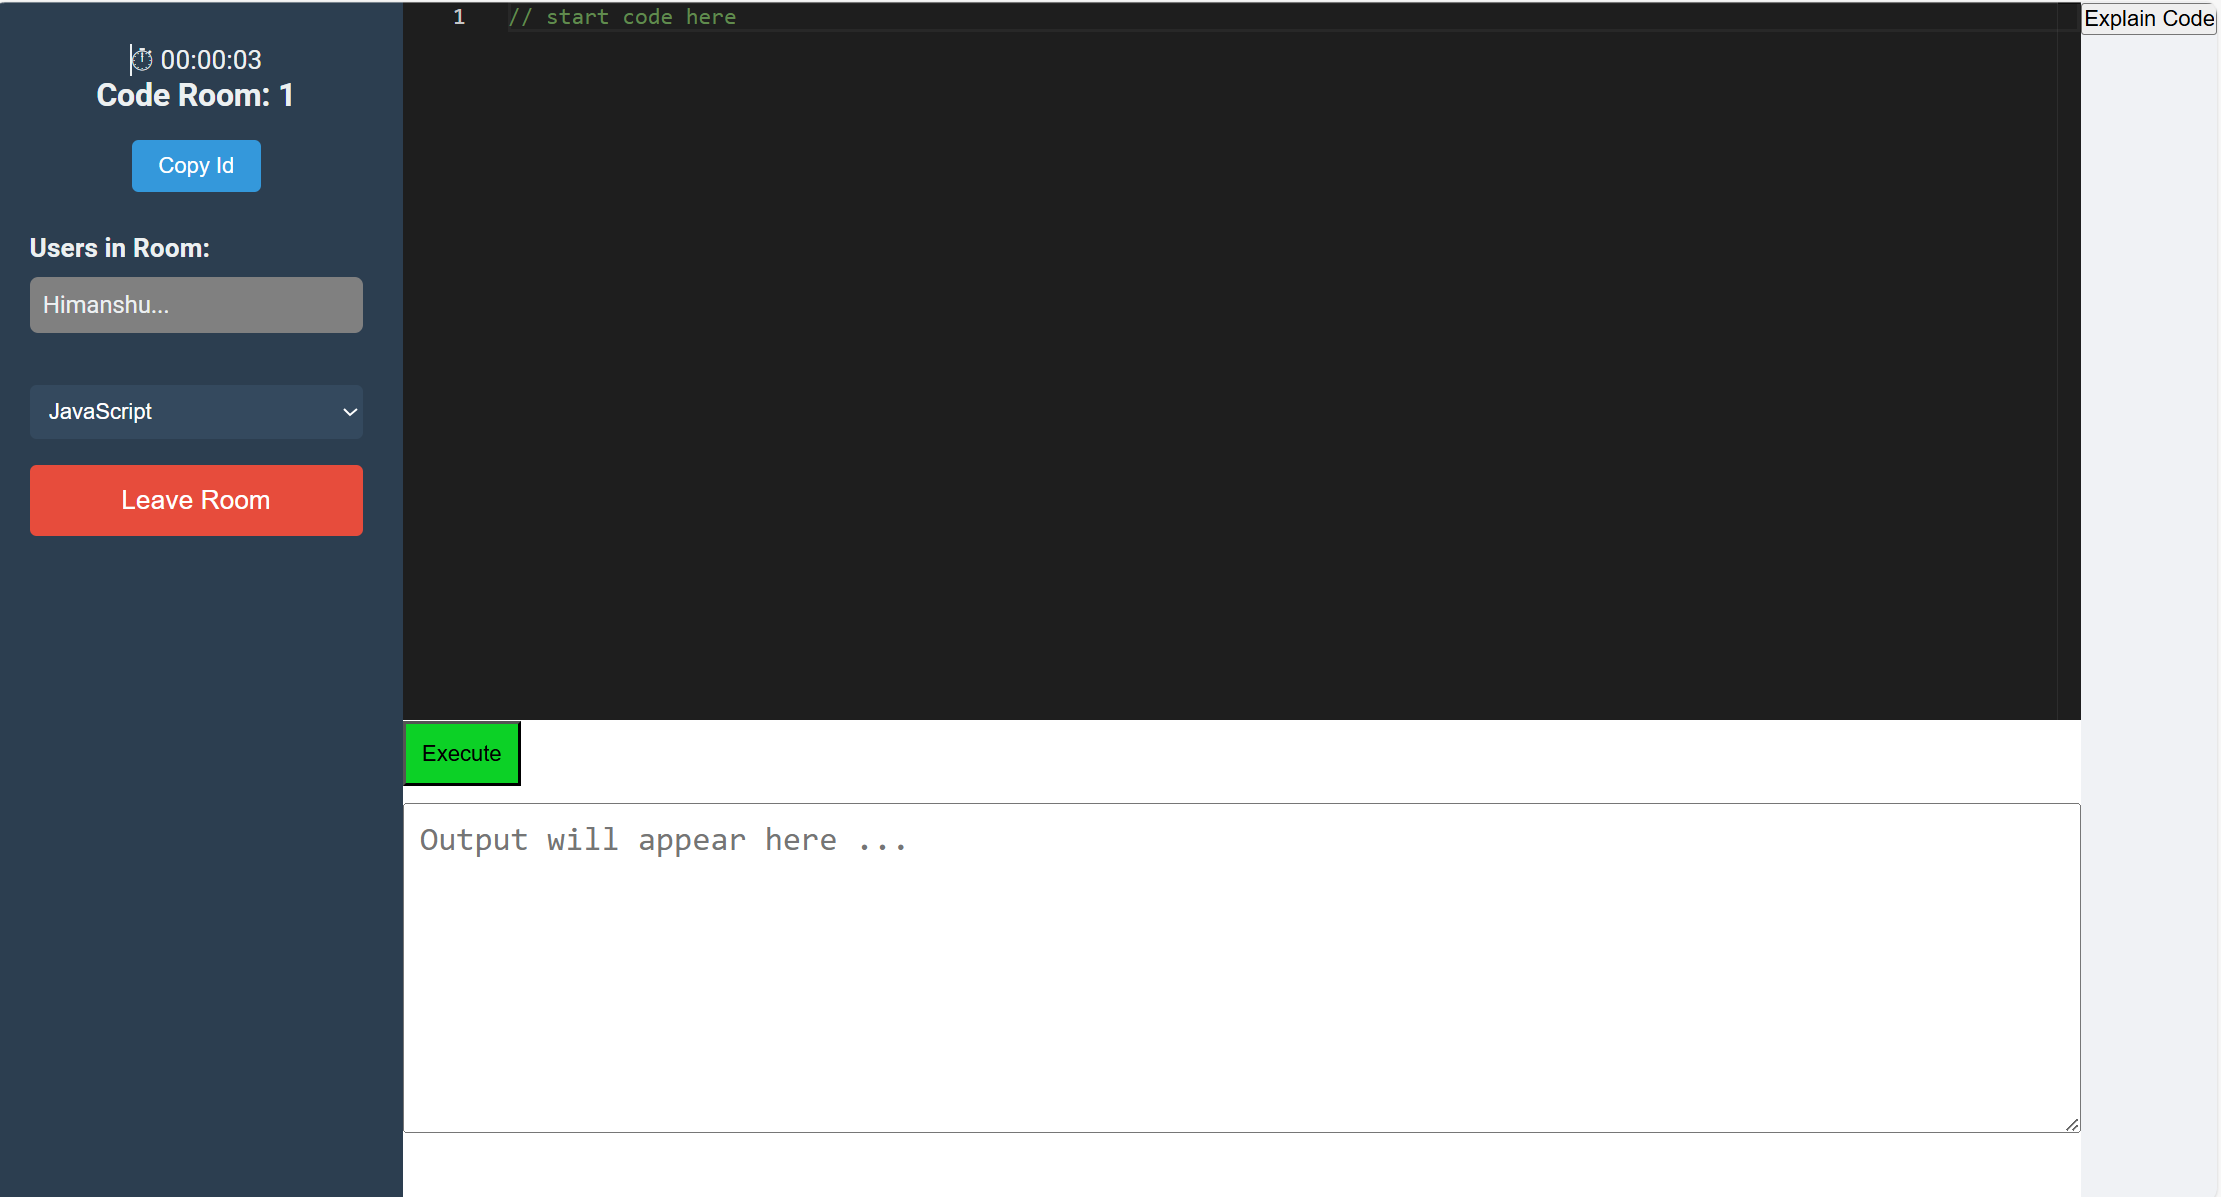 ⏱ 00:00:03
Code Room: 1
Copy Id
Users in Room:
Himanshu...
JavaScript
Leave Room
1 // start code here
Execute
Output will appear here ...
Explain Code